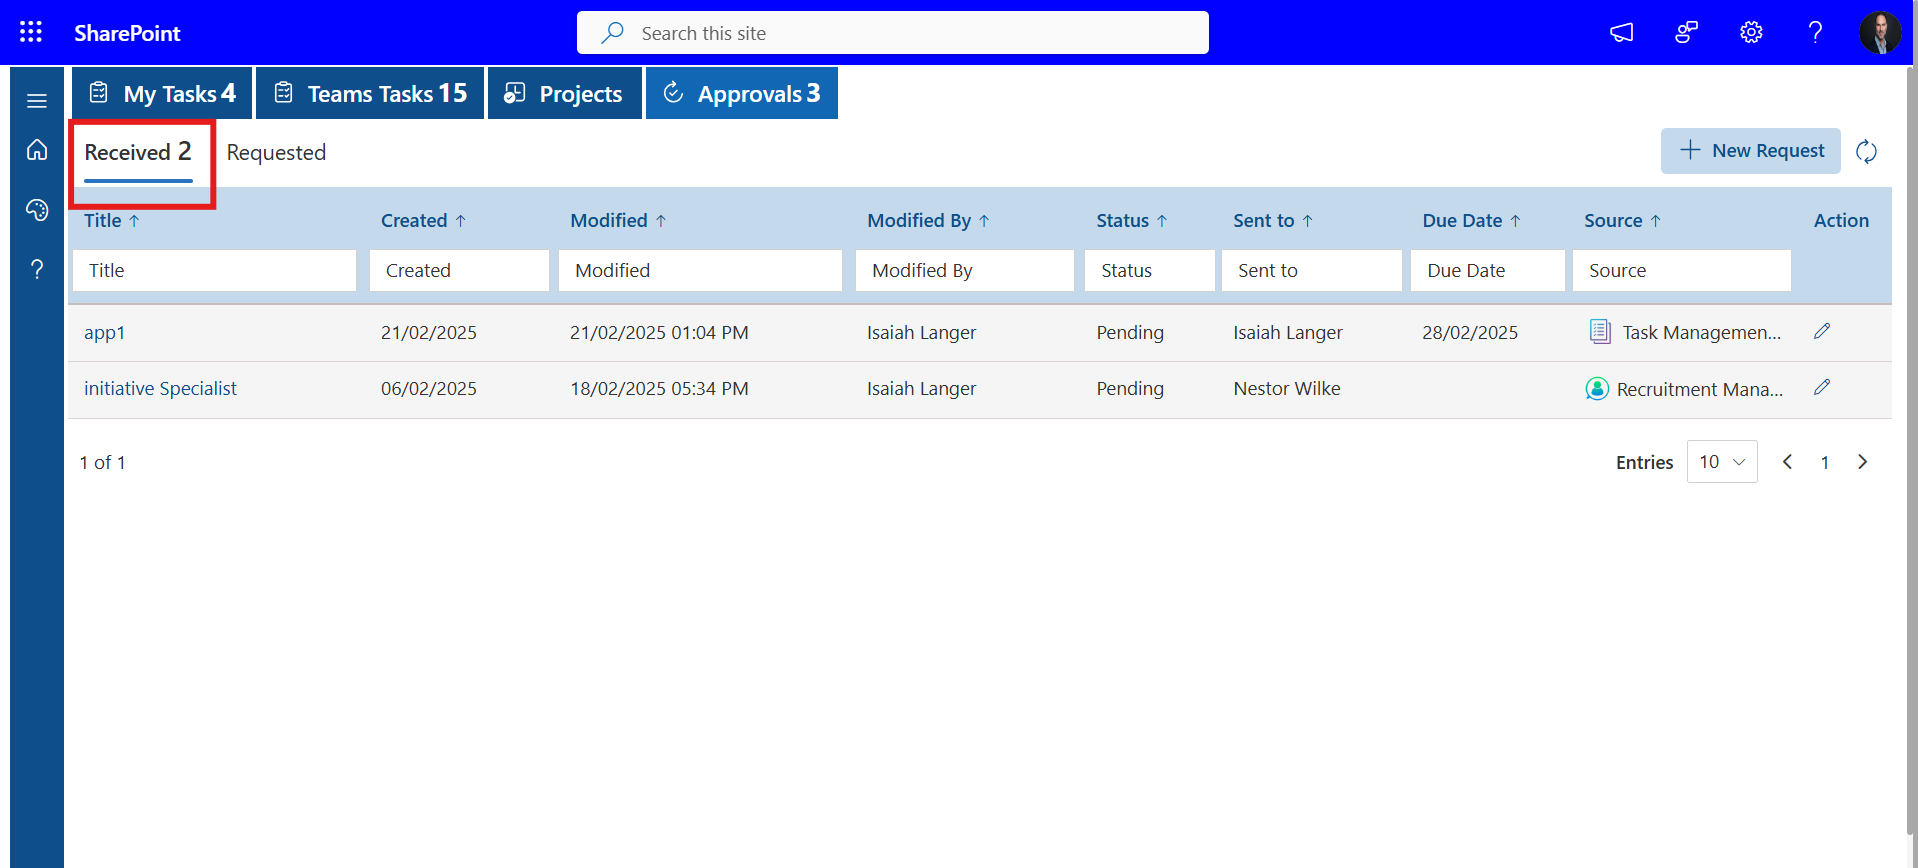 SharePoint
Search this site
My Tasks 4
Teams Tasks 15
Projects
Approvals 3
Received 2
Requested
New Request
Title ↑ Created ↑ Modified ↑ Modified By ↑ Status ↑ Sent to ↑ Due Date ↑ Source ↑ Action
Title Created Modified Modified By Status Sent to Due Date Source
app1 21/02/2025 21/02/2025 01:04 PM Isaiah Langer Pending Isaiah Langer 28/02/2025 Task Managemen...
initiative Specialist 06/02/2025 18/02/2025 05:34 PM Isaiah Langer Pending Nestor Wilke Recruitment Mana...
1 of 1
Entries 10 1